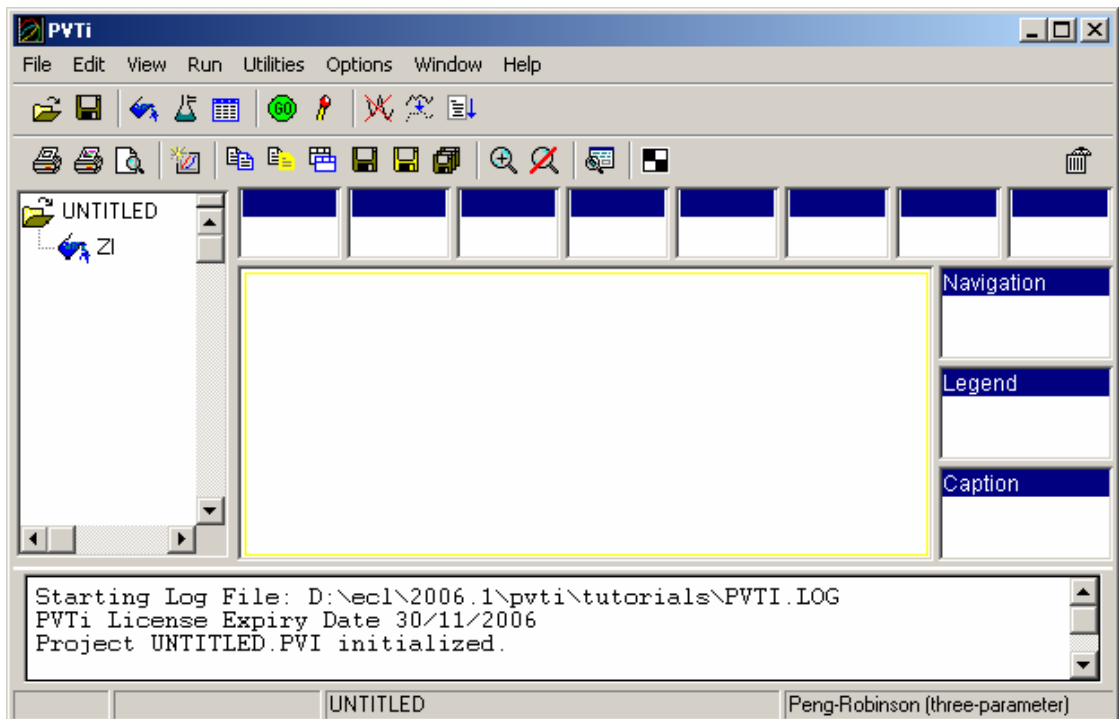 PVTi
File Edit View Run Utilities Options Window Help
GO
UNTITLED
ZI
Navigation
Legend
Caption
Starting Log File: D:\ecl\2006.1\pvti\tutorials\PVTI.LOG
PVTi License Expiry Date 30/11/2006
Project UNTITLED.PVI initialized.
UNTITLED Peng-Robinson (three-parameter)